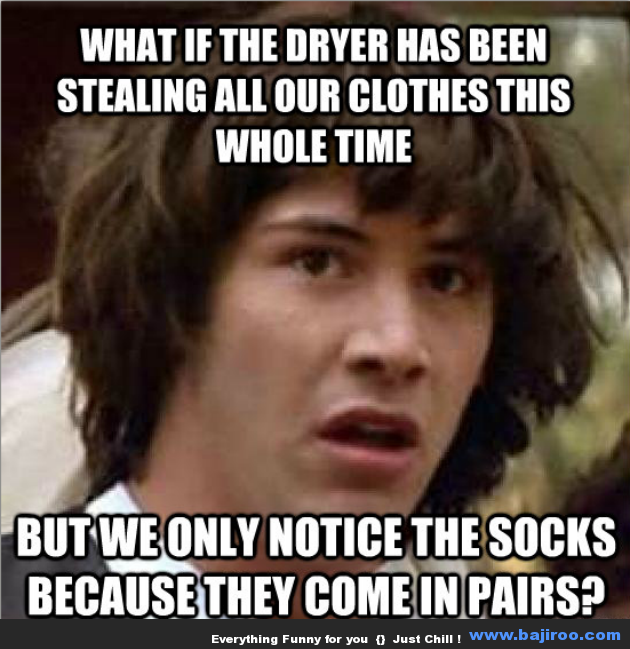 WHAT IF THE DRYER HAS BEEN
STEALING ALL OUR CLOTHES THIS
WHOLE TIME
BUT WE ONLY NOTICE THE SOCKS
BECAUSE THEY COME IN PAIRS?
Everything Funny for you {} Just Chill ! www.bajiroo.com